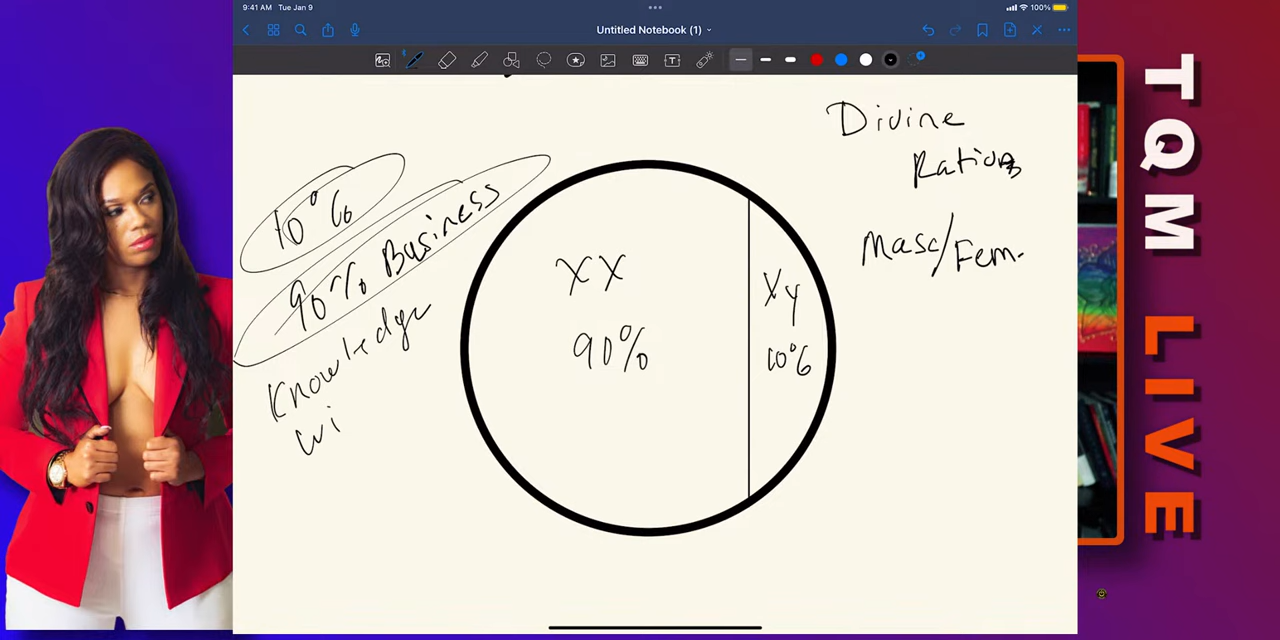 9:41 AM Tue Jan 9
100%
Untitled Notebook (1)
Divine
Ratios
Masc/Fem.
10%
90% Business
Knowledge
Wi
XX
90%
Xy
10%
TQM LIVE